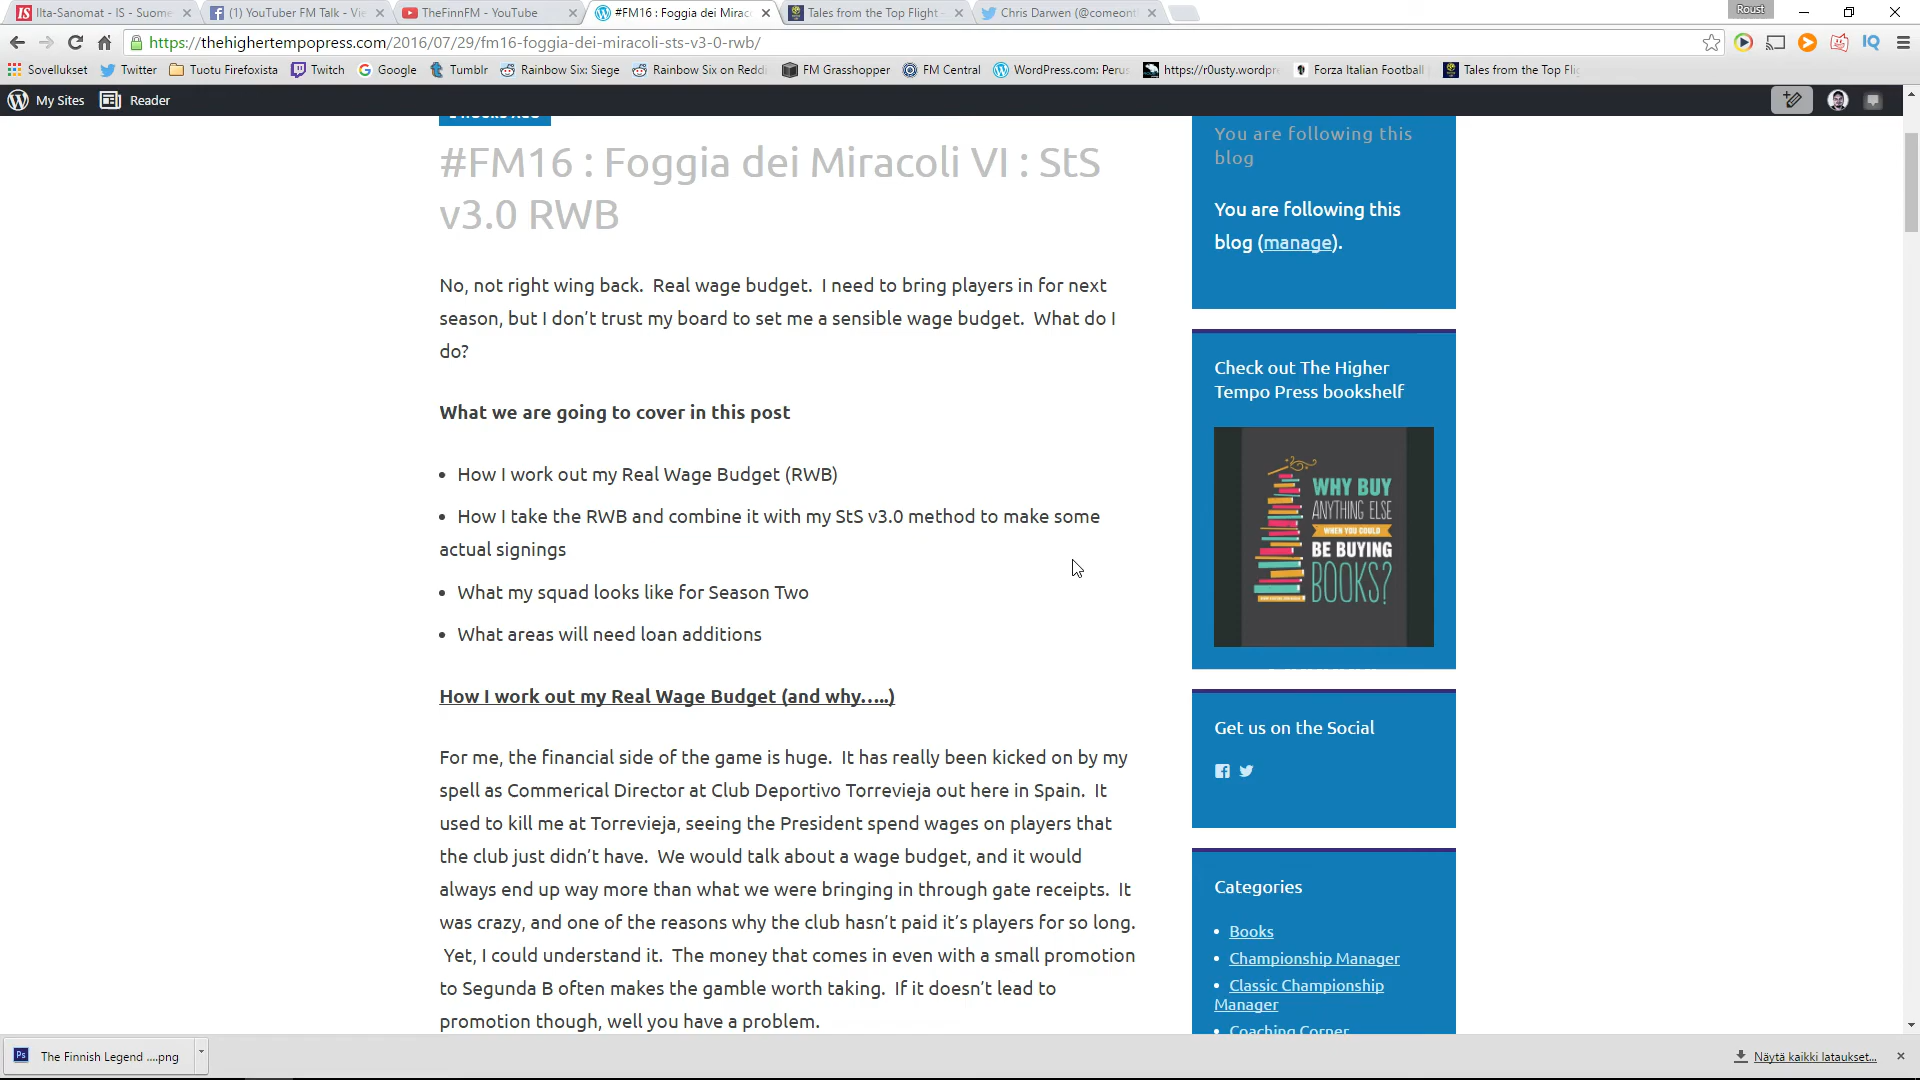 Ilta-Sanomat - IS - Suome
(1) YouTuber FM Talk - Vie
TheFinnFM - YouTube
#FM16 : Foggia dei Mirac
Tales from the Top Flight -
Chris Darwen (@comeont
Roust
https://thehighertempopress.com/2016/07/29/fm16-foggia-dei-miracoli-sts-v3-0-rwb/
Sovellukset
Twitter
Tuotu Firefoxista
Twitch
Google
Tumblr
Rainbow Six: Siege
Rainbow Six on Redd
FM Grasshopper
FM Central
WordPress.com: Perus
https://r0usty.wordpr
Forza Italian Football
Tales from the Top Flig
My Sites
Reader
#FM16 : Foggia dei Miracoli VI : StS
v3.0 RWB
No, not right wing back. Real wage budget. I need to bring players in for next
season, but I don't trust my board to set me a sensible wage budget. What do I
do?
What we are going to cover in this post
• How I work out my Real Wage Budget (RWB)
• How I take the RWB and combine it with my StS v3.0 method to make some
actual signings
• What my squad looks like for Season Two
• What areas will need loan additions
How I work out my Real Wage Budget (and why…..)
For me, the financial side of the game is huge. It has really been kicked on by my
spell as Commerical Director at Club Deportivo Torrevieja out here in Spain. It
used to kill me at Torrevieja, seeing the President spend wages on players that
the club just didn't have. We would talk about a wage budget, and it would
always end up way more than what we were bringing in through gate receipts. It
was crazy, and one of the reasons why the club hasn't paid it's players for so long.
Yet, I could understand it. The money that comes in even with a small promotion
to Segunda B often makes the gamble worth taking. If it doesn't lead to
promotion though, well you have a problem.
You are following this
blog
You are following this
blog (manage).
Check out The Higher
Tempo Press bookshelf
WHY BUY
ANYTHING ELSE
WHEN YOU COULD
BE BUYING
BOOKS?
Get us on the Social
Categories
• Books
• Championship Manager
• Classic Championship
Manager
• Coaching Corner
The Finnish Legend ....png
Näytä kaikki lataukset...